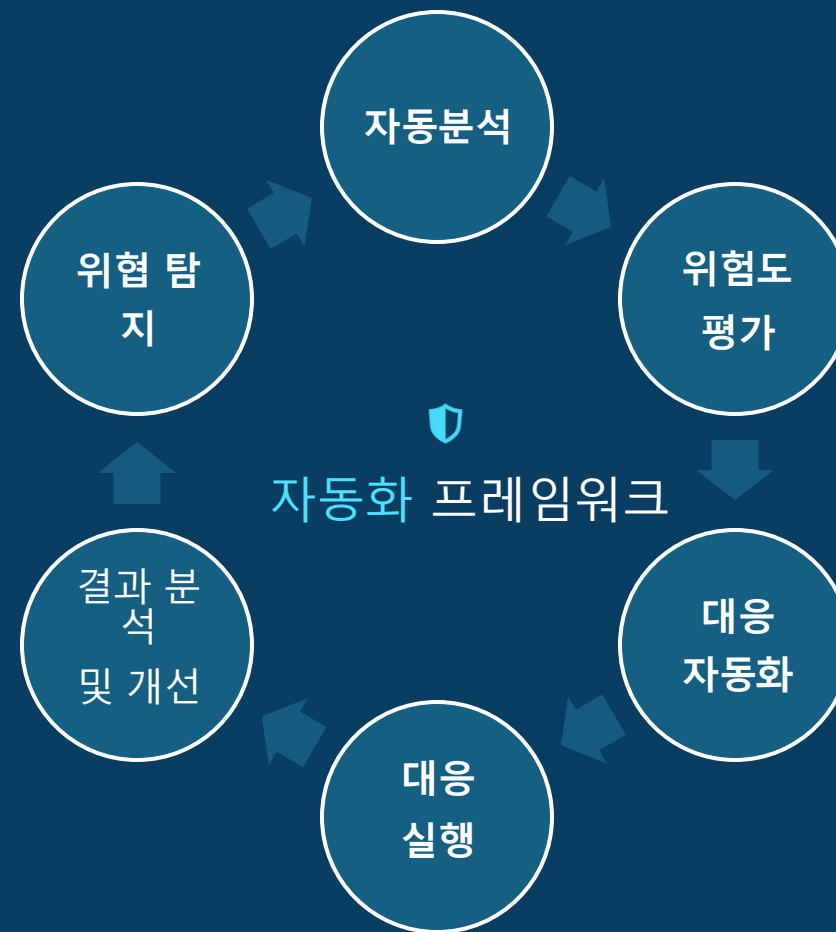 자동분석
위협 탐
지
위험도
평가
자동화 프레임워크
결과 분
석
및 개선
대응
자동화
대응
실행